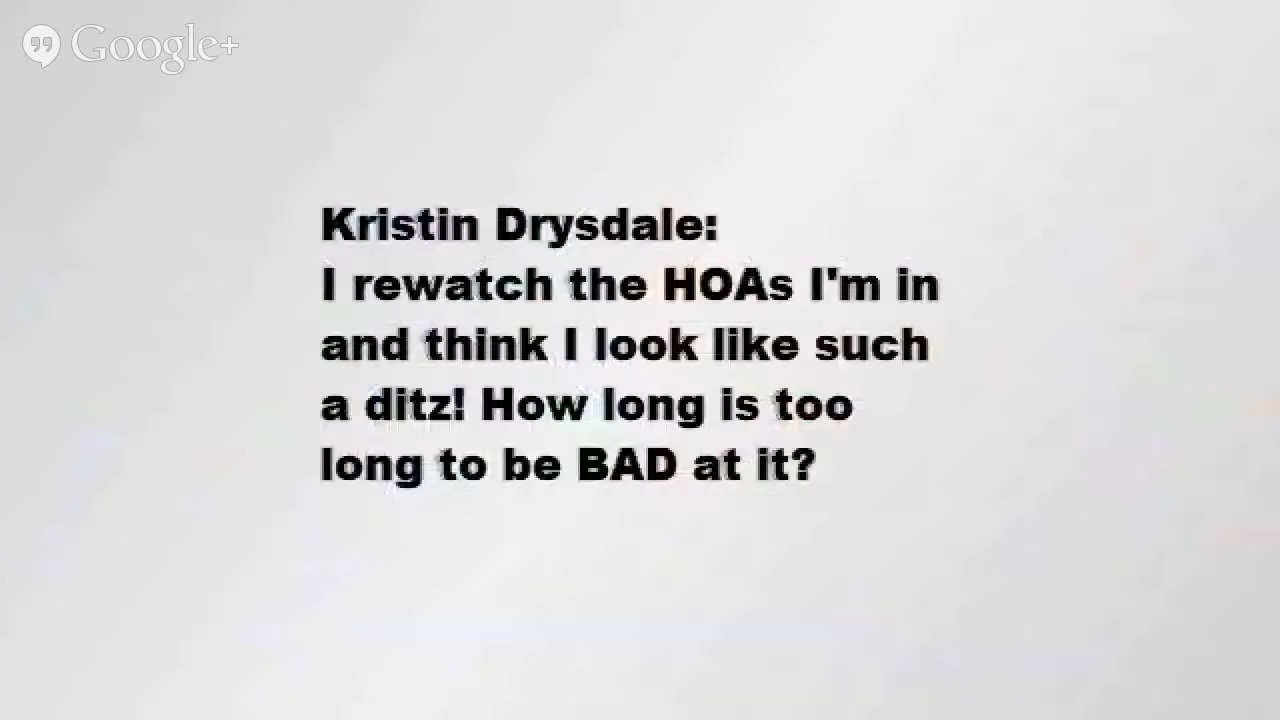 Google+
Kristin Drysdale:
I rewatch the HOAs I'm in
and think I look like such
a ditz! How long is too
long to be BAD at it?